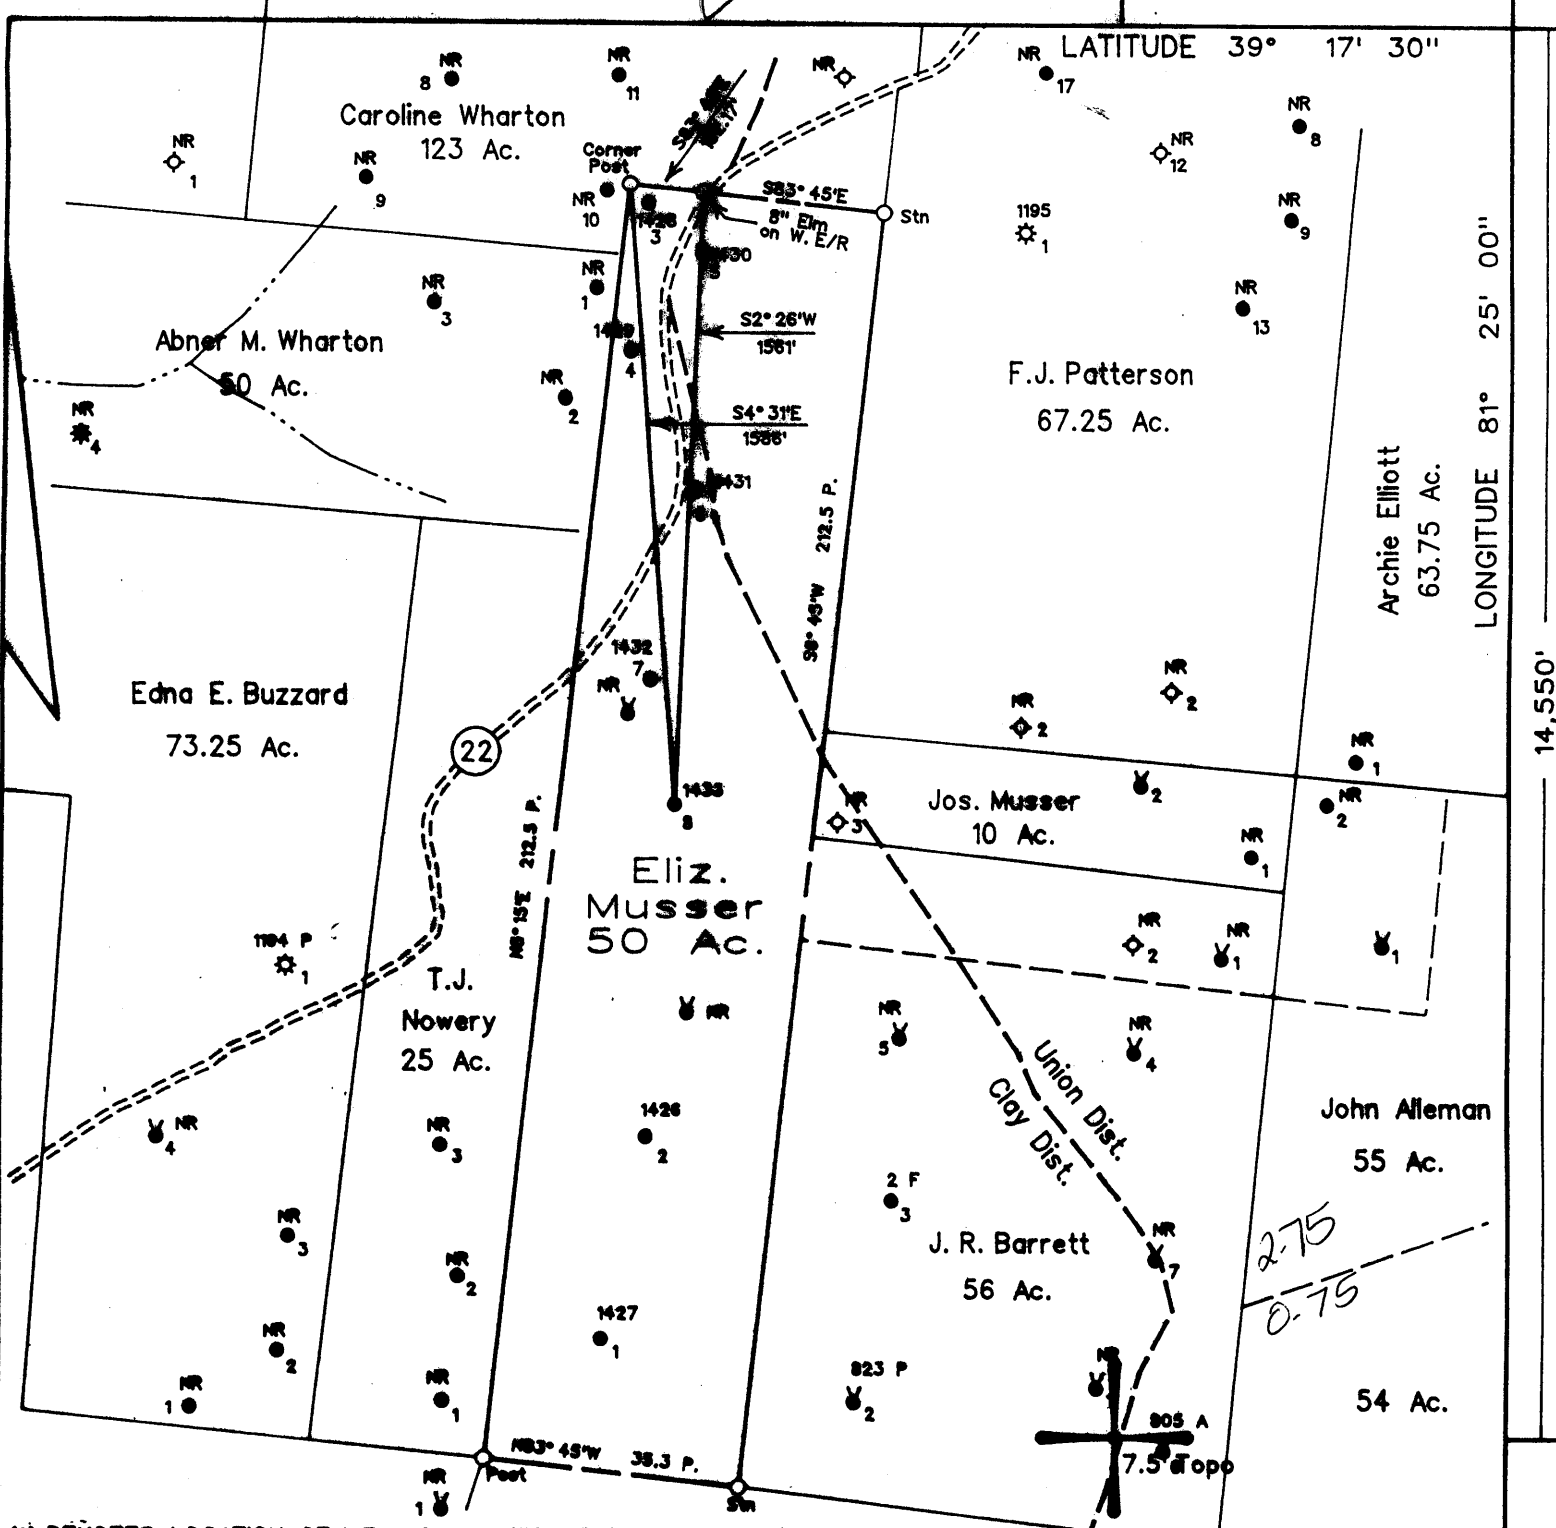 LATITUDE 39° 17' 30"
NR
8
NR
11
NR
NR
17
Caroline Wharton
123 Ac.
NR
8
NR
1
NR
9
Corner
Post
NR
10
3
S83° 45'E
Stn
8" Elm
on W. E/R
NR
12
1195
1
NR
9
NR
3
NR
1
4
S2° 26'W
1561'
NR
13
LONGITUDE 81° 25' 00"
Abner M. Wharton
50 Ac.
NR
2
S4° 31'E
1586'
F.J. Patterson
67.25 Ac.
NR
4
212.5 P.
Archie Elliott
63.75 Ac.
14,550'
1432
7
NR
Edna E. Buzzard
73.25 Ac.
22
NR
2
NR
2
NR
1
1433
8
NR
3
Jos. Musser
10 Ac.
2
NR
2
NR
1
212.5 P.
Eliz.
Musser
50 Ac.
1194 P
1
NR
2
NR
1
1
T.J.
Nowery
25 Ac.
NR
NR
5
NR
4
Union Dist.
Clay Dist.
John Alleman
55 Ac.
NR
4
NR
3
1426
2
2 F
3
NR
3
NR
2
J. R. Barrett
56 Ac.
NR
7
2.75
0.75
1427
1
NR
2
NR
1
NR
1
823 P
2
NR
54 Ac.
805 A
7.5' Topo
N83° 45'W 35.3 P.
Post
Stn
NR
1